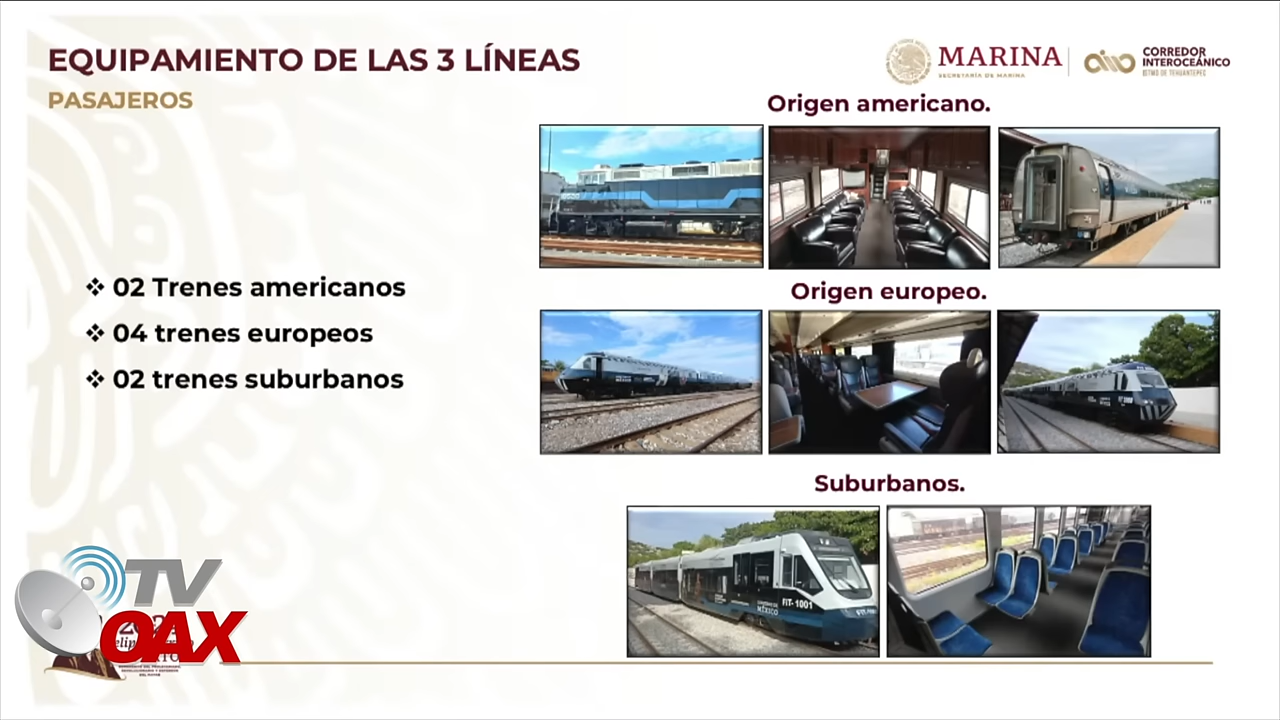 EQUIPAMIENTO DE LAS 3 LÍNEAS
PASAJEROS
MARINA
SECRETARÍA DE MARINA
CORREDOR
INTEROCEÁNICO
ISTMO DE TEHUANTEPEC
Origen americano.
Origen europeo.
❖ 02 Trenes americanos
❖ 04 trenes europeos
❖ 02 trenes suburbanos
MÉXICO
Suburbanos.
FIT-1001
MÉXICO
TV
OAX